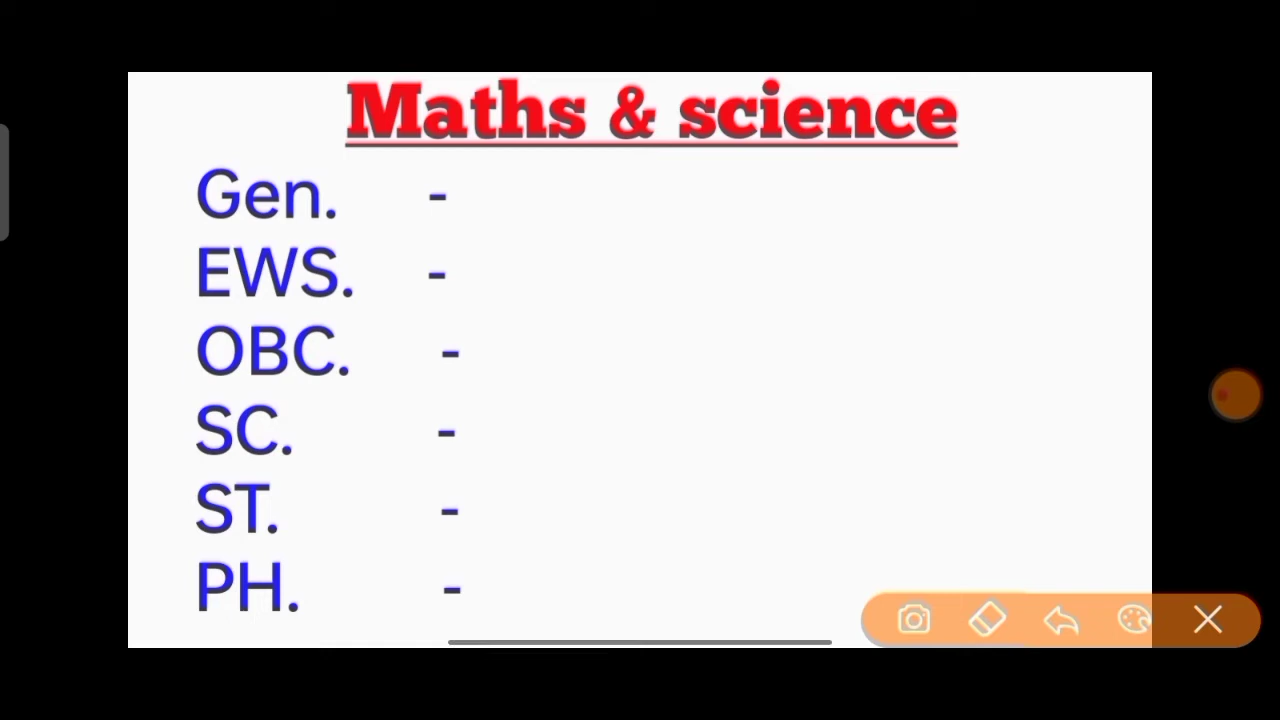 Maths & science
Gen. -
EWS. -
OBC. -
SC. -
ST. -
PH. -